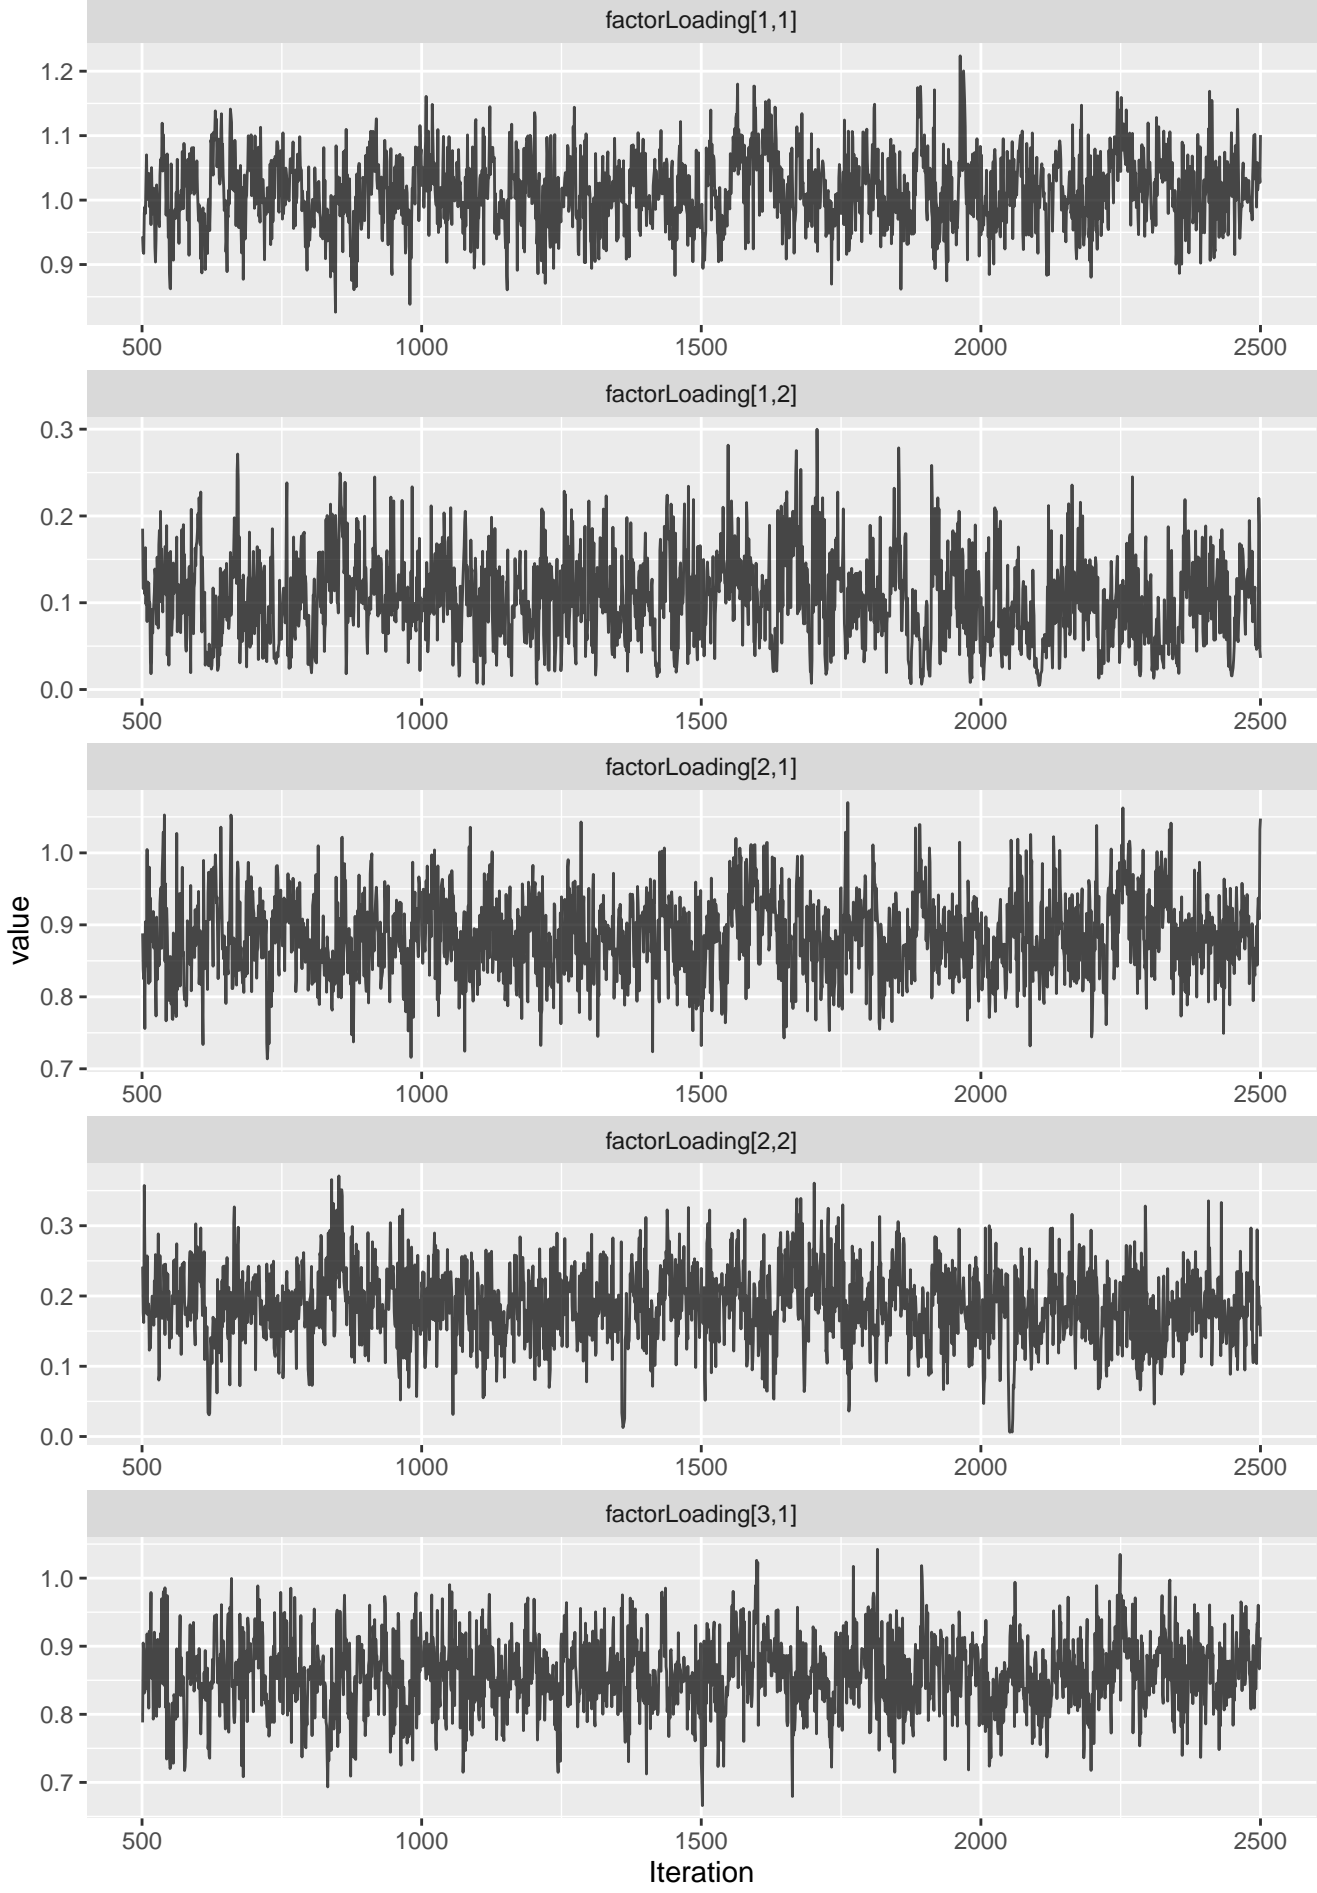 factorLoading[1,1]
1.2
1.1
1.0
0.9
500 1000 1500 2000 2500
factorLoading[1,2]
0.3
0.2
0.1
0.0
500 1000 1500 2000 2500
factorLoading[2,1]
1.0
0.9
0.8
0.7
500 1000 1500 2000 2500
value
factorLoading[2,2]
0.3
0.2
0.1
0.0
500 1000 1500 2000 2500
factorLoading[3,1]
1.0
0.9
0.8
0.7
500 1000 1500 2000 2500
Iteration